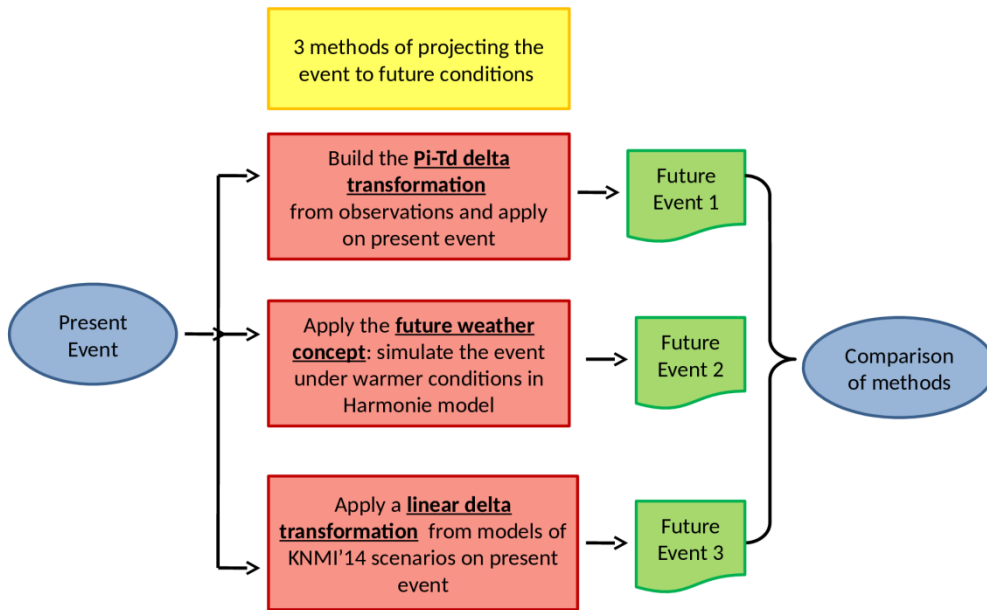 3 methods of projecting the
event to future conditions
Build the Pi-Td delta
transformation
from observations and apply
on present event
Future
Event 1
Present
Event
Apply the future weather
concept: simulate the event
under warmer conditions in
Harmonie model
Future
Event 2
Comparison
of methods
Apply a linear delta
transformation from models of
KNMI'14 scenarios on present
event
Future
Event 3